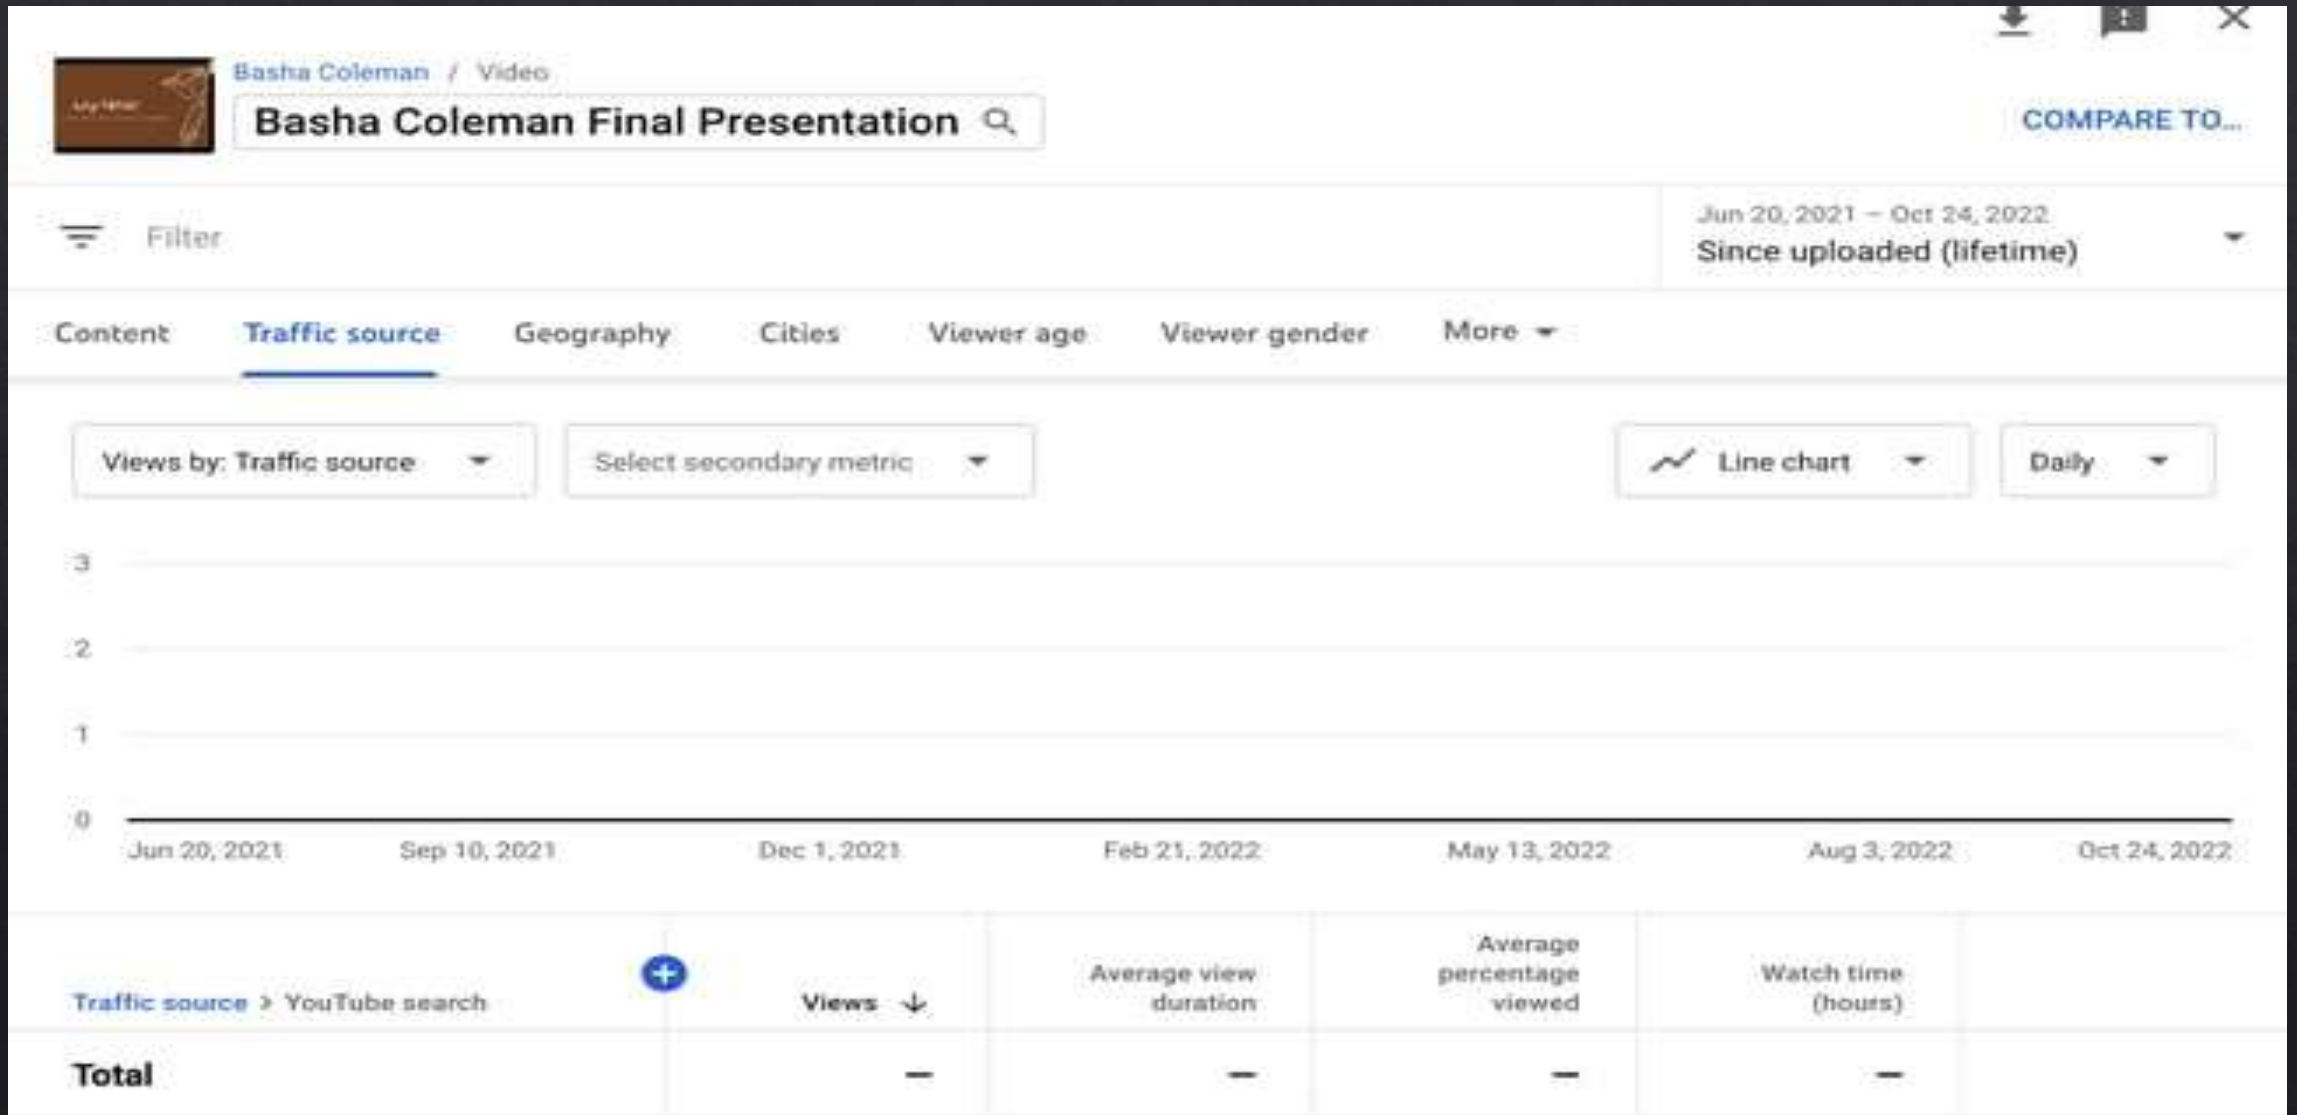 Basha Coleman / Video
Basha Coleman Final Presentation
COMPARE TO...
Filter
Jun 20, 2021 – Oct 24, 2022
Since uploaded (lifetime)
Content Traffic source Geography Cities Viewer age Viewer gender More
Views by: Traffic source Select secondary metric Line chart Daily
3
2
1
0
Jun 20, 2021 Sep 10, 2021 Dec 1, 2021 Feb 21, 2022 May 13, 2022 Aug 3, 2022 Oct 24, 2022
Traffic source > YouTube search
Views
Average view
duration
Average
percentage
viewed
Watch time
(hours)
Total — — — —